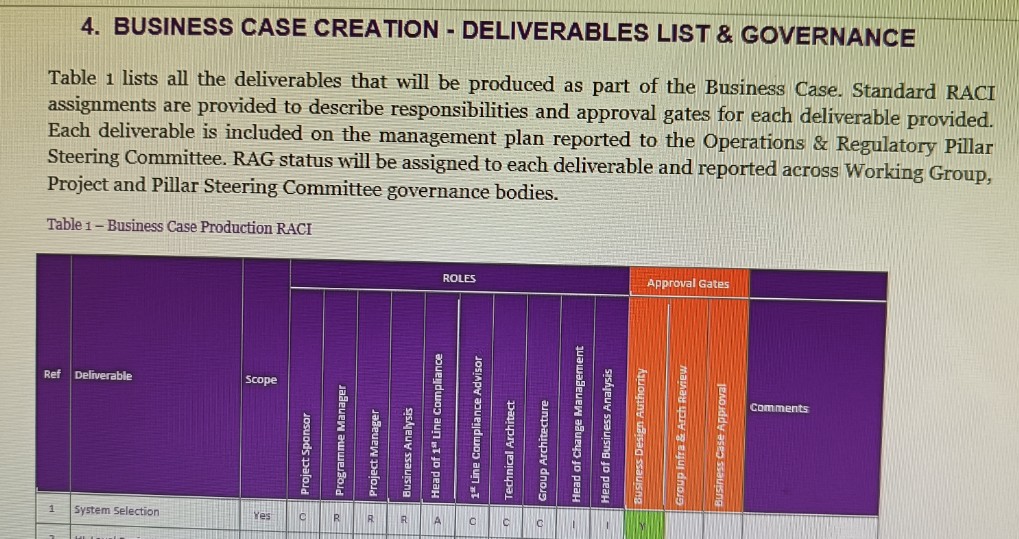 4. BUSINESS CASE CREATION - DELIVERABLES LIST & GOVERNANCE
Table 1 lists all the deliverables that will be produced as part of the Business Case. Standard RACI
assignments are provided to describe responsibilities and approval gates for each deliverable provided.
Each deliverable is included on the management plan reported to the Operations & Regulatory Pillar
Steering Committee. RAG status will be assigned to each deliverable and reported across Working Group,
Project and Pillar Steering Committee governance bodies.
Table 1 – Business Case Production RACI
ROLES
Approval Gates
Ref
Deliverable
Scope
Project Sponsor
Programme Manager
Project Manager
Business Analysis
Head of 1st Line Compliance
1st Line Compliance Advisor
Technical Architect
Group Architecture
Head of Change Management
Head of Business Analysis
Business Design Authority
Group Infra & Arch Review
Business Case Approval
Comments
1 System Selection Yes C R R R A C C C I I Y